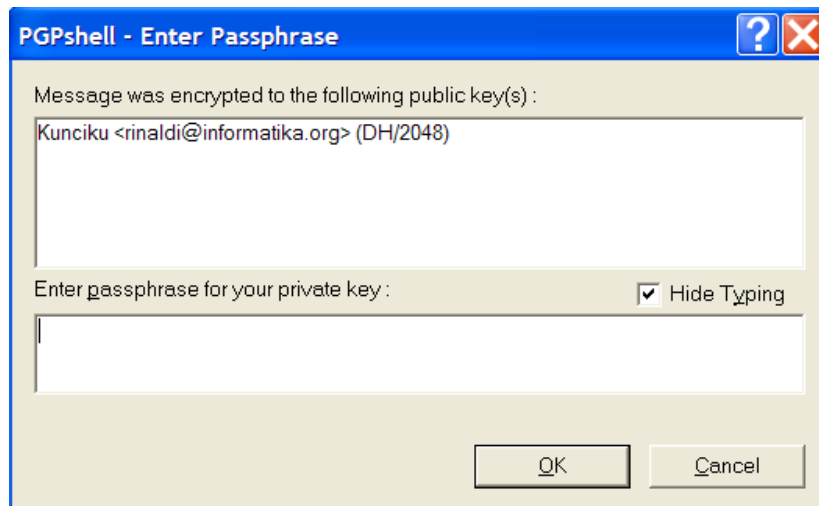 PGPshell - Enter Passphrase
Message was encrypted to the following public key(s) :
Kunciku <rinaldi@informatika.org> (DH/2048)
Enter passphrase for your private key :
Hide Typing
OK
Cancel